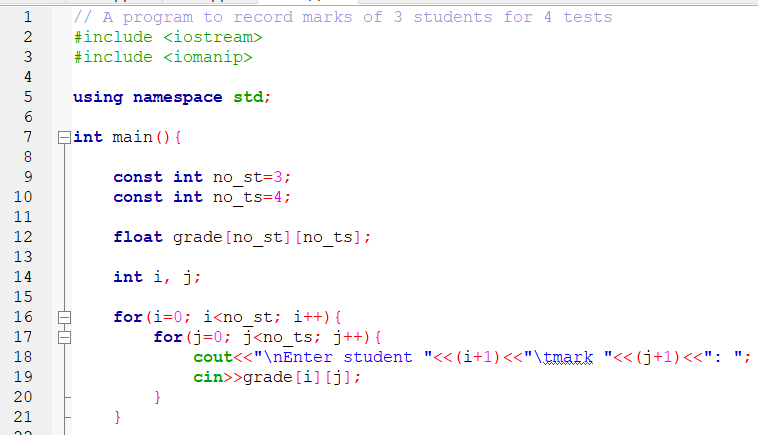 1 // A program to record marks of 3 students for 4 tests
2 #include <iostream>
3 #include <iomanip>
4
5 using namespace std;
6
7 int main(){
8
9 const int no_st=3;
10 const int no_ts=4;
11
12 float grade[no_st][no_ts];
13
14 int i, j;
15
16 for(i=0; i<no_st; i++){
17 for(j=0; j<no_ts; j++){
18 cout<<"\nEnter student "<<(i+1)<<"\tmark "<<(j+1)<<": ";
19 cin>>grade[i][j];
20 }
21 }